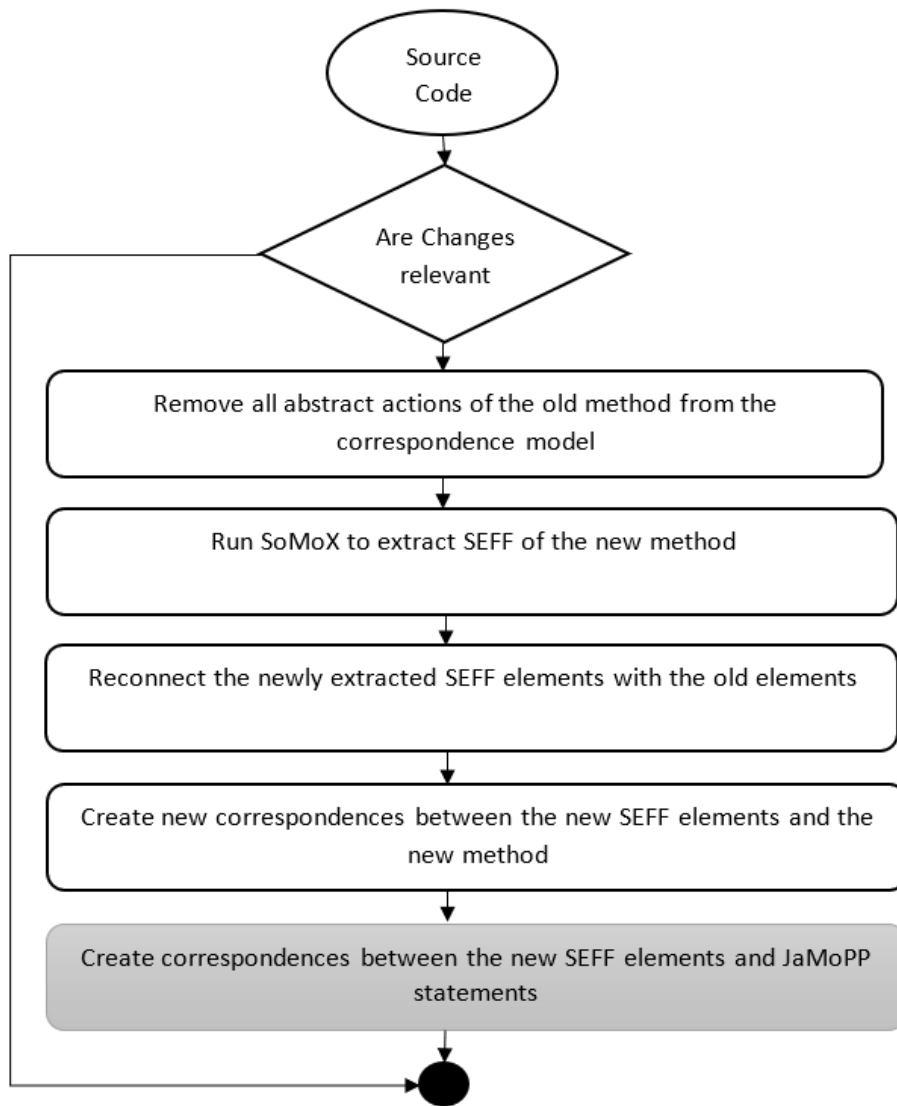 Source
Code
Are Changes
relevant
Remove all abstract actions of the old method from the
correspondence model
Run SoMoX to extract SEFF of the new method
Reconnect the newly extracted SEFF elements with the old elements
Create new correspondences between the new SEFF elements and the
new method
Create correspondences between the new SEFF elements and JaMoPP
statements